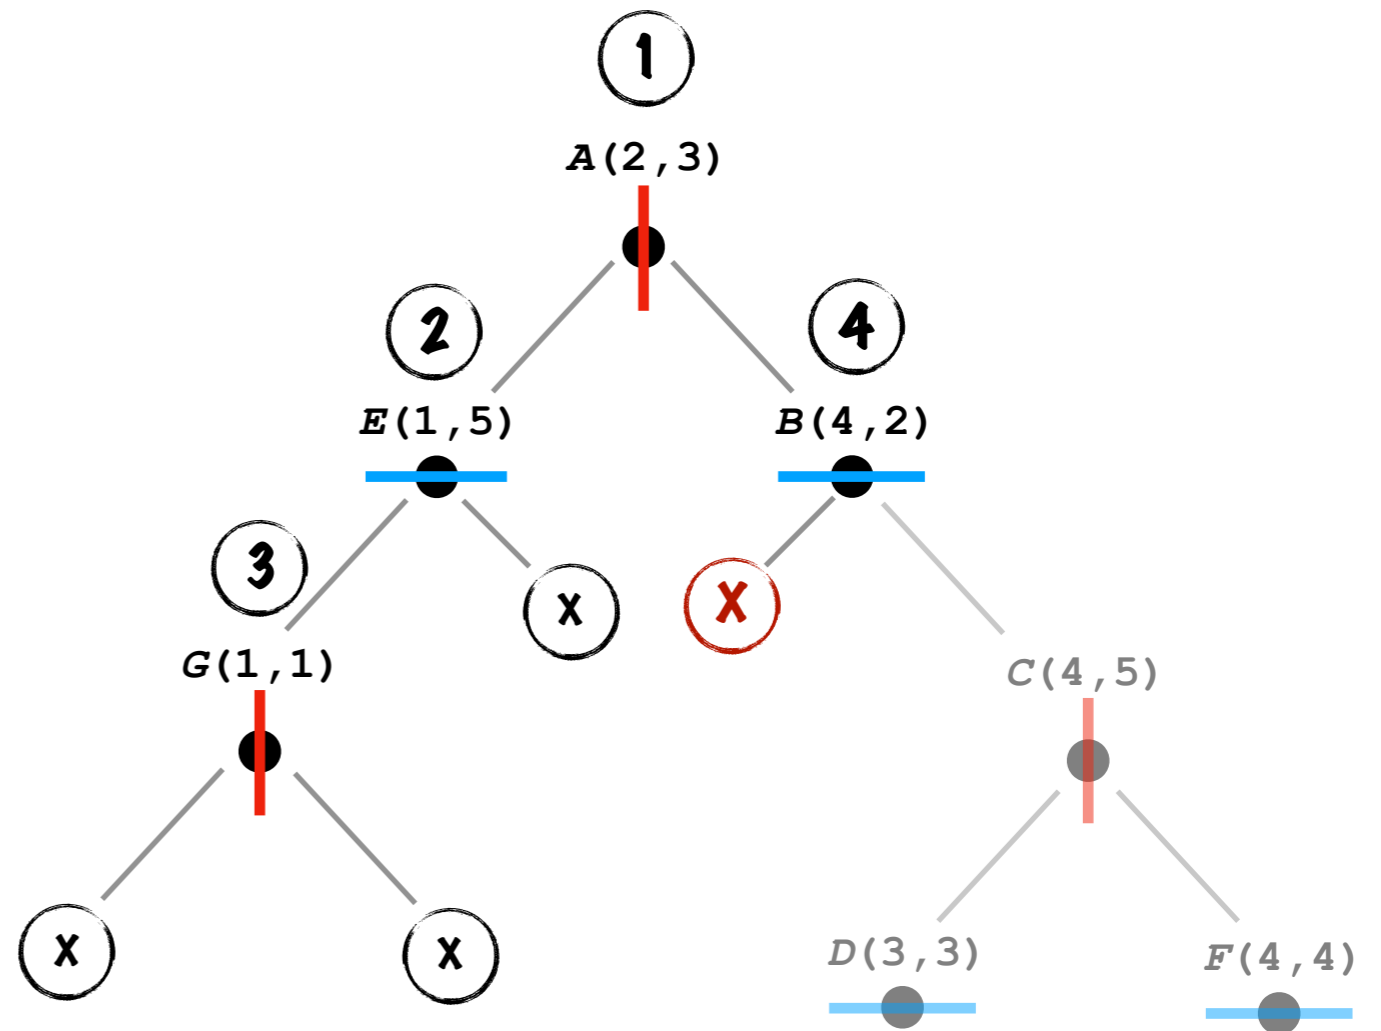 1
A(2,3)
2
4
E(1,5)
B(4,2)
3
X
X
G(1,1)
C(4,5)
X
X
D(3,3)
F(4,4)